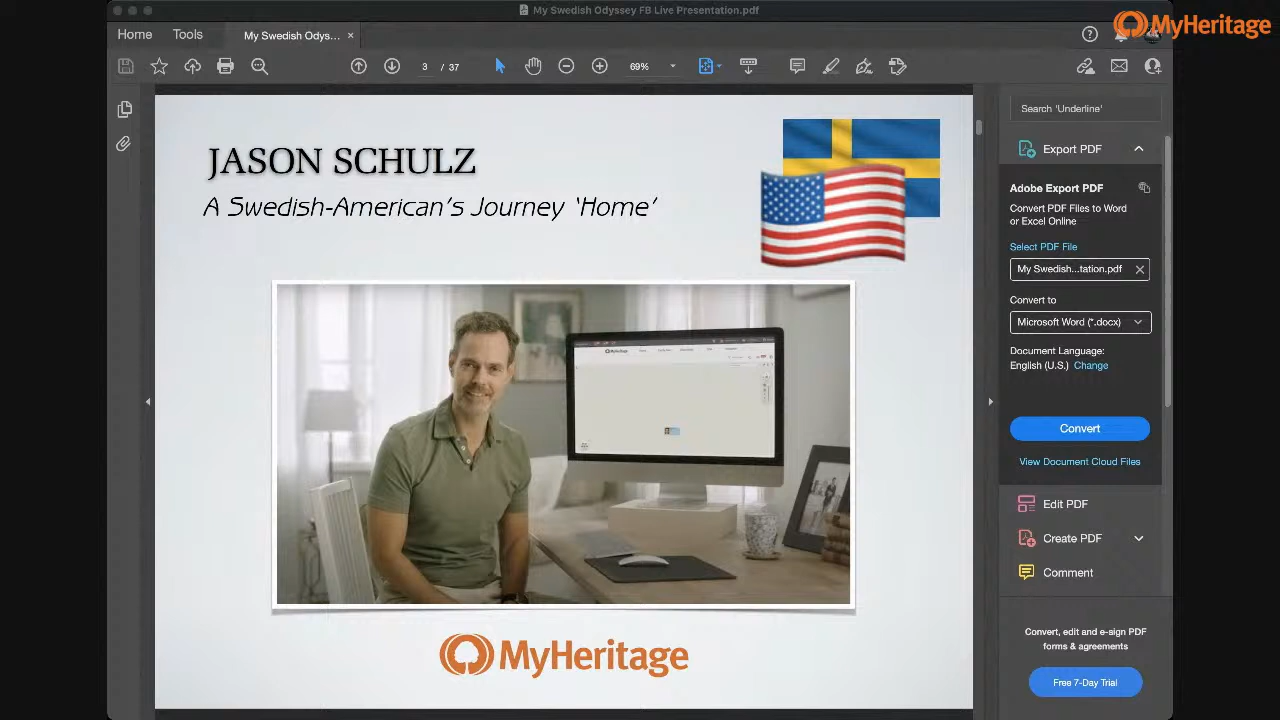 My Swedish Odyssey FB Live Presentation.pdf
MyHeritage
Home
Tools
My Swedish Odys...
3 / 37
69%
JASON SCHULZ
A Swedish-American's Journey 'Home'
MyHeritage
MyHeritage
Search 'Underline'
Export PDF
Adobe Export PDF
Convert PDF Files to Word
or Excel Online
Select PDF File
My Swedish...tation.pdf
Convert to
Microsoft Word (*.docx)
Document Language:
English (U.S.) Change
Convert
View Document Cloud Files
Edit PDF
Create PDF
Comment
Convert, edit and e-sign PDF
forms & agreements
Free 7-Day Trial